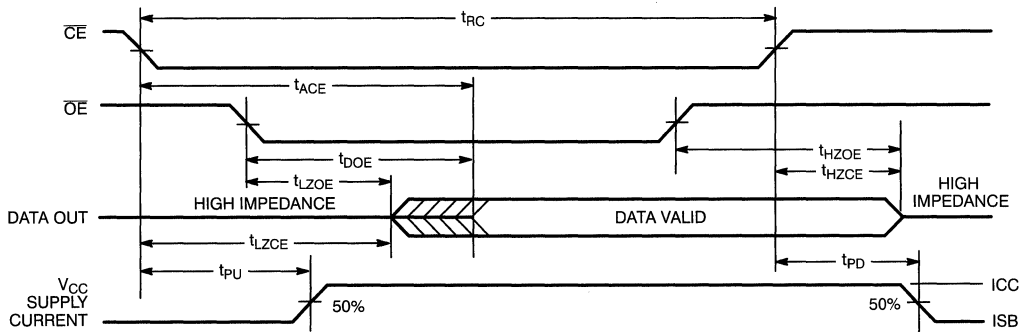 CE
tRC
tACE
OE
tDOE
tHZOE
tLZOE
tHZCE
HIGH IMPEDANCE
HIGH IMPEDANCE
DATA OUT
DATA VALID
tLZCE
tPU
tPD
VCC
SUPPLY
CURRENT
50%
50%
ICC
ISB